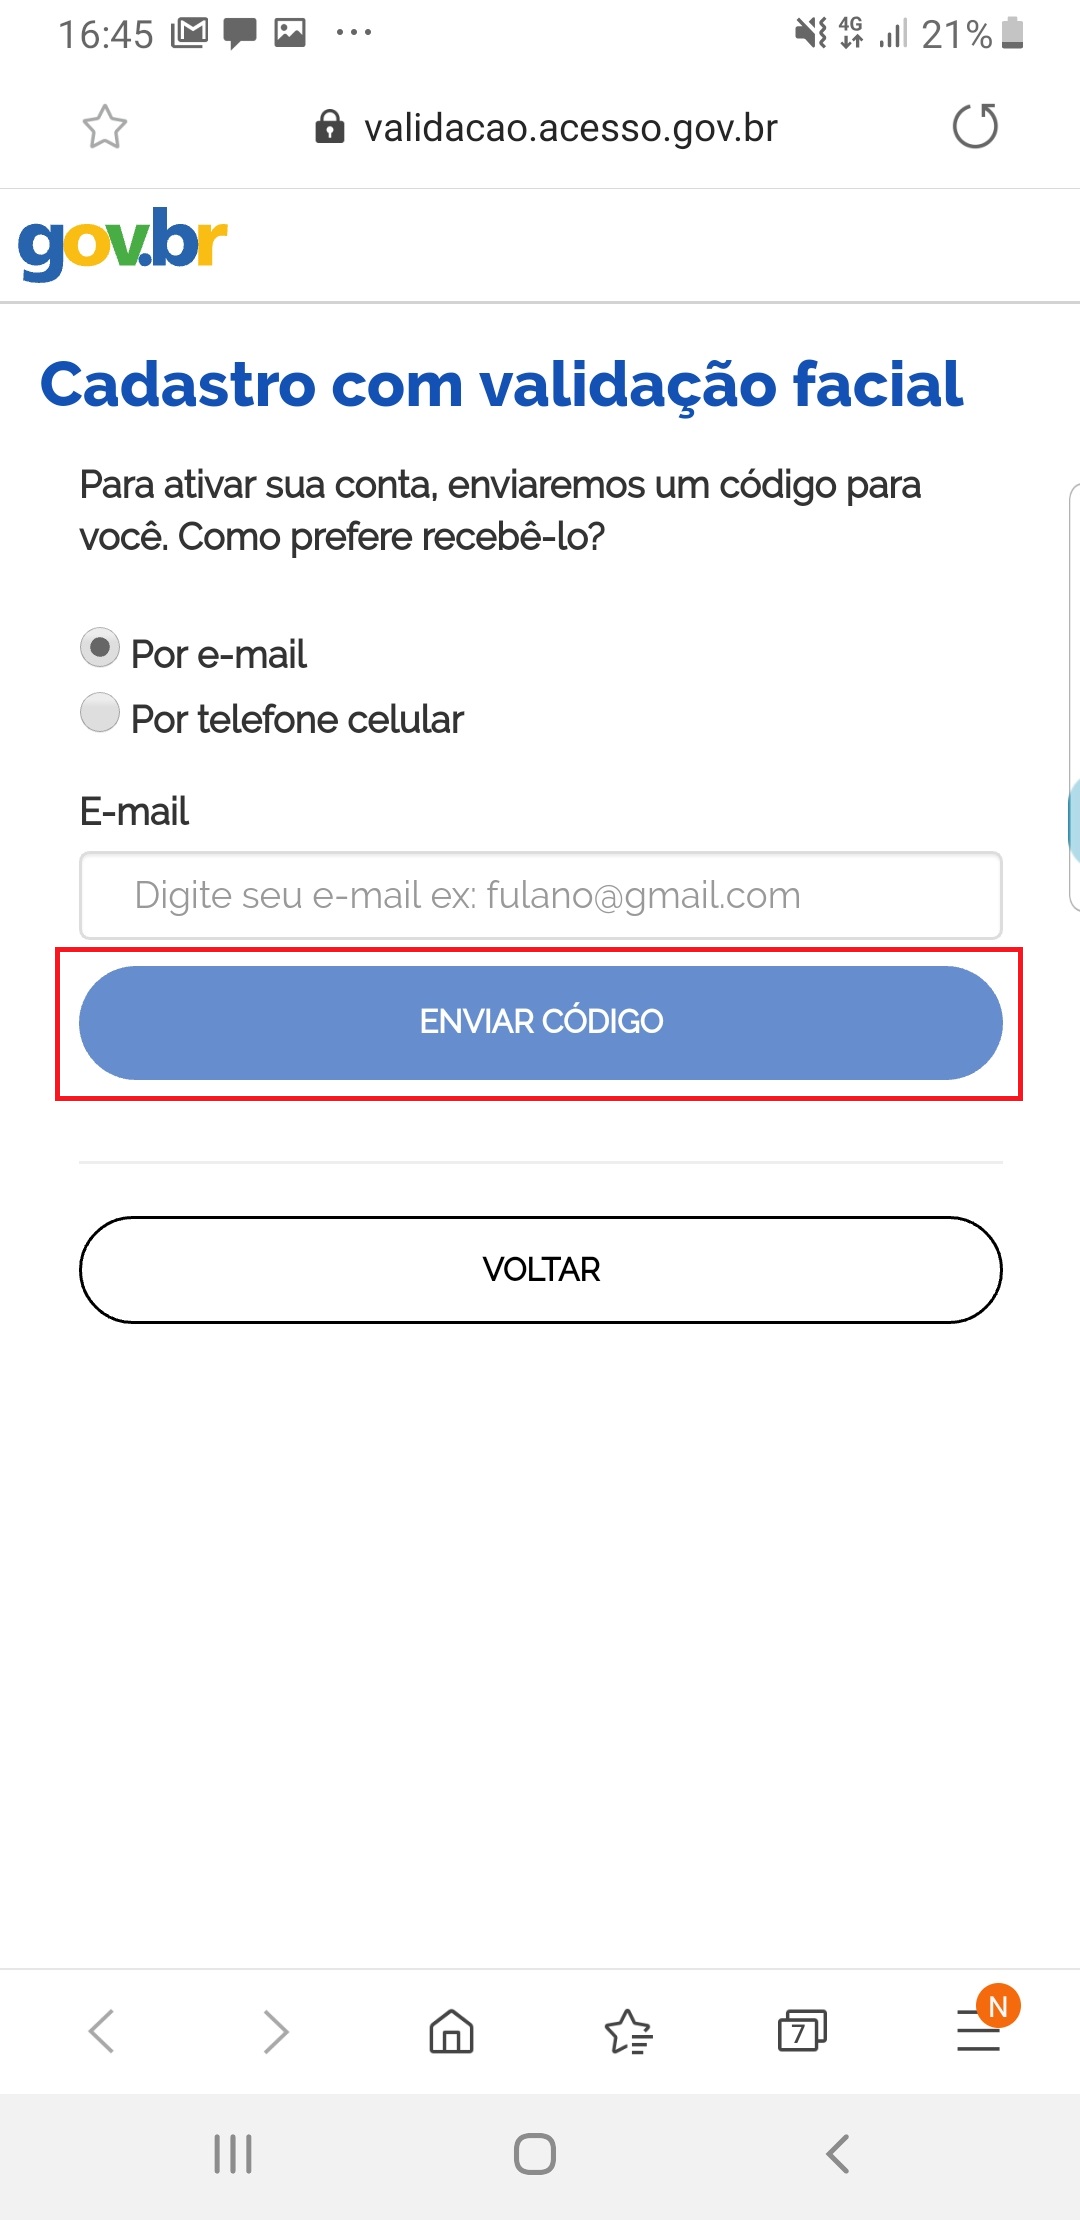 16:45
4G
21%
validacao.acesso.gov.br
gov.br
Cadastro com validação facial
Para ativar sua conta, enviaremos um código para
você. Como prefere recebê-lo?
Por e-mail
Por telefone celular
E-mail
Digite seu e-mail ex: fulano@gmail.com
ENVIAR CÓDIGO
VOLTAR
7
N